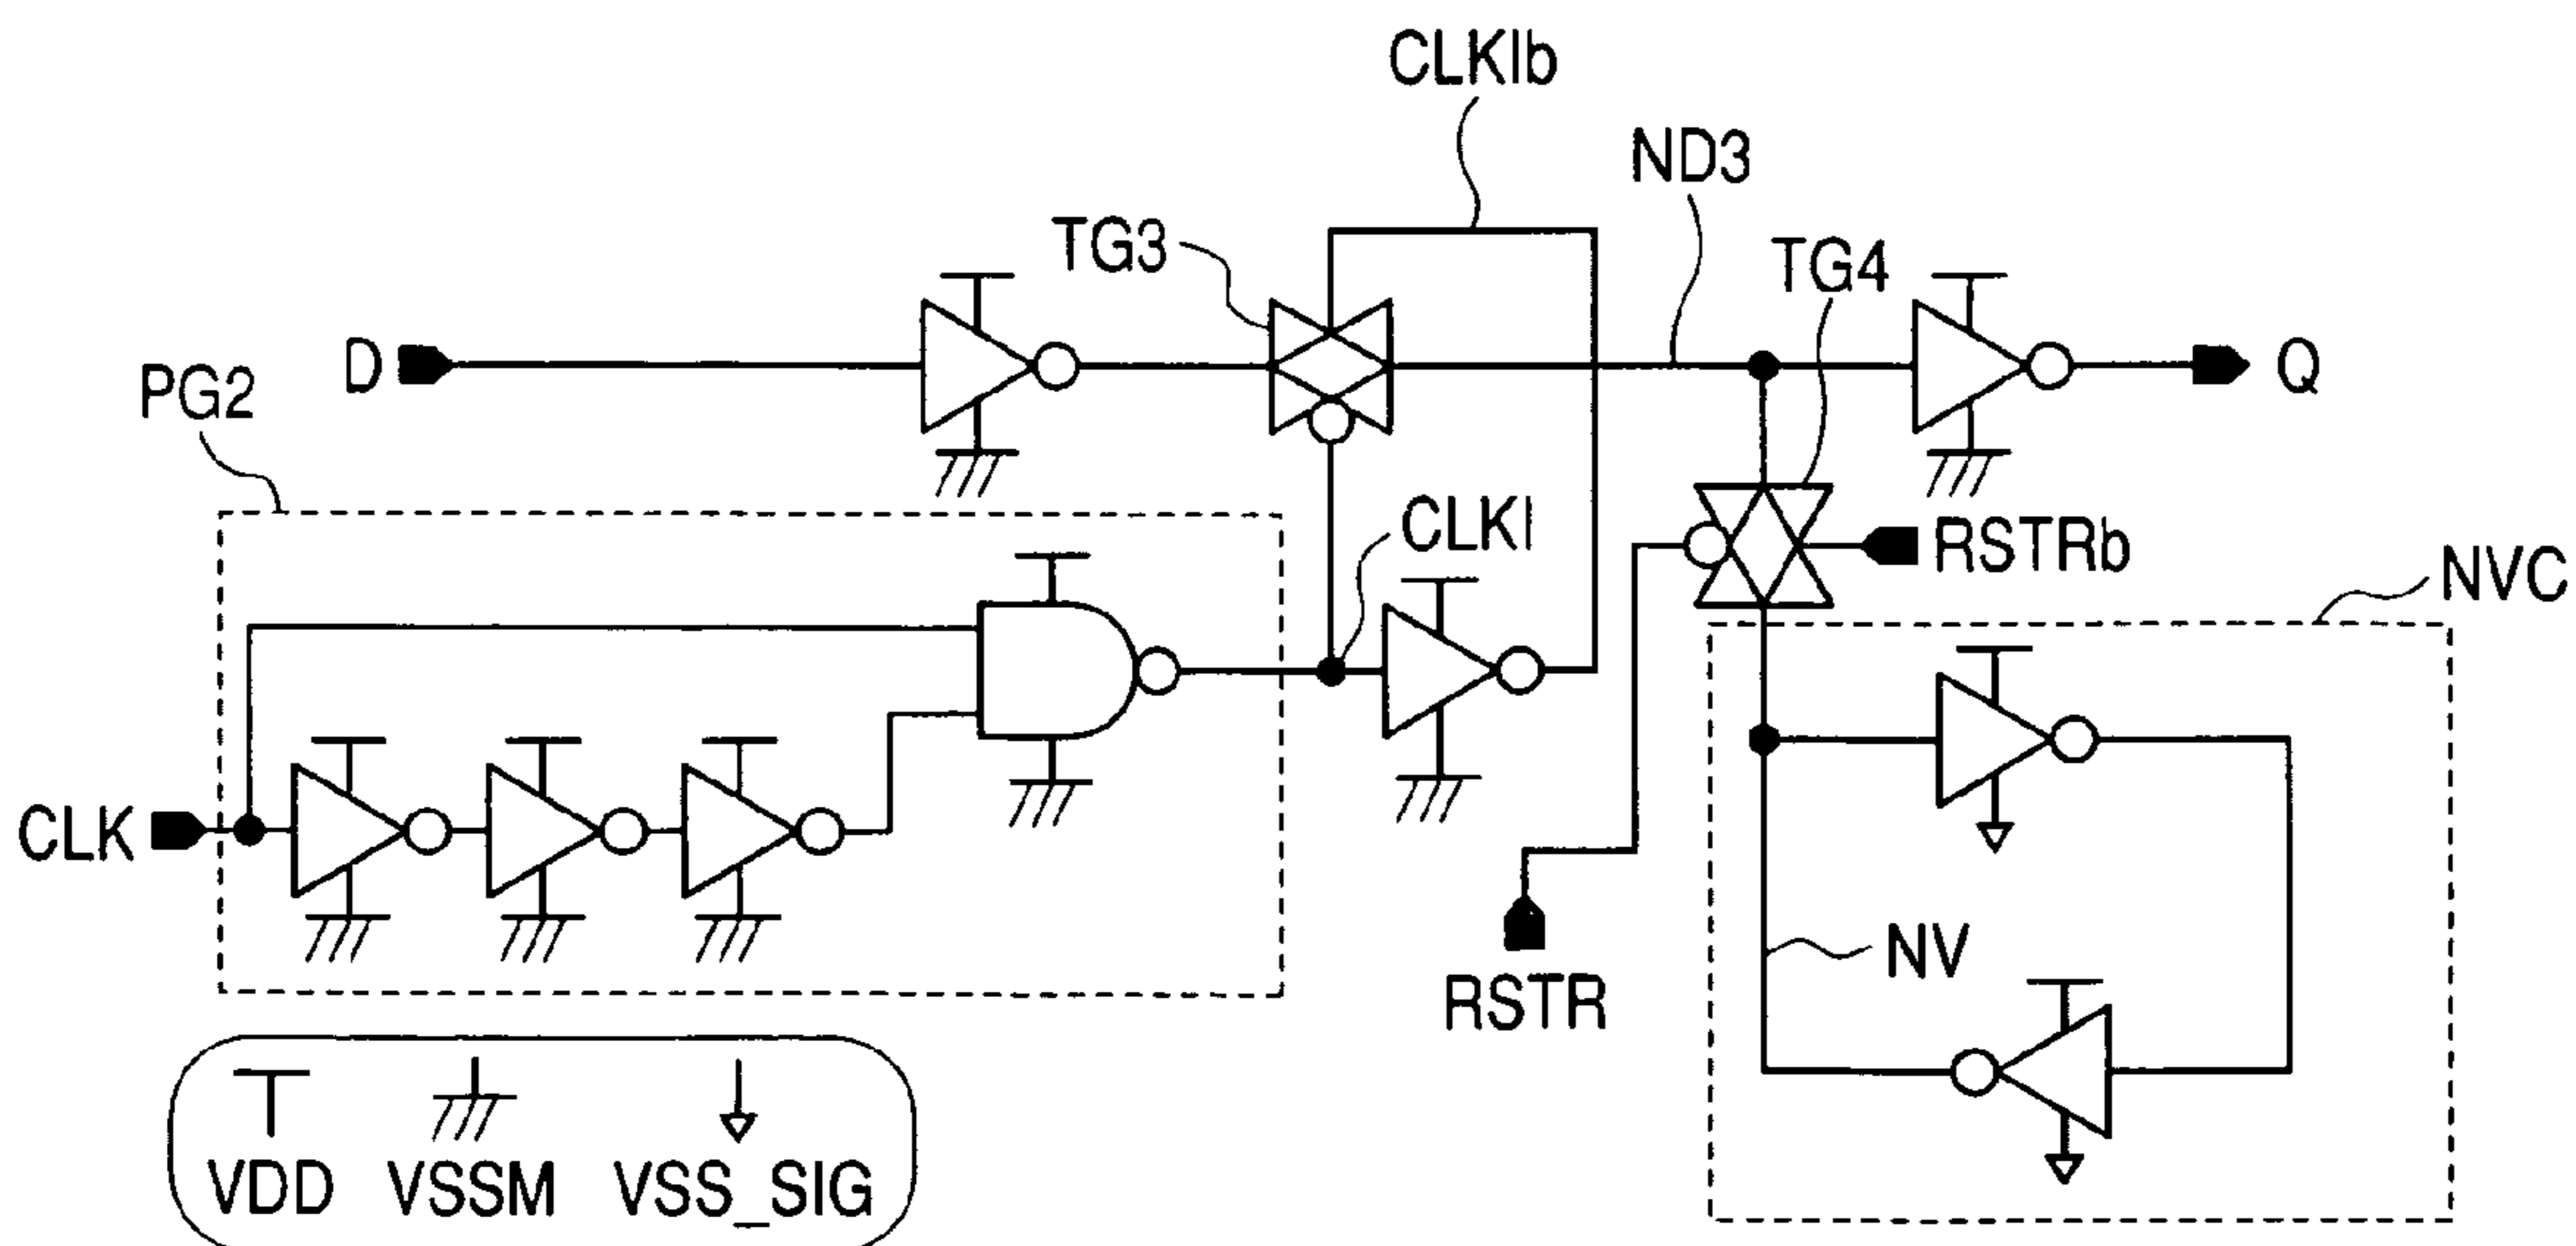 CLKIb
ND3
TG3
TG4
D
Q
PG2
CLKI
RSTRb
NVC
CLK
NV
RSTR
VDD
VSSM
VSS_SIG